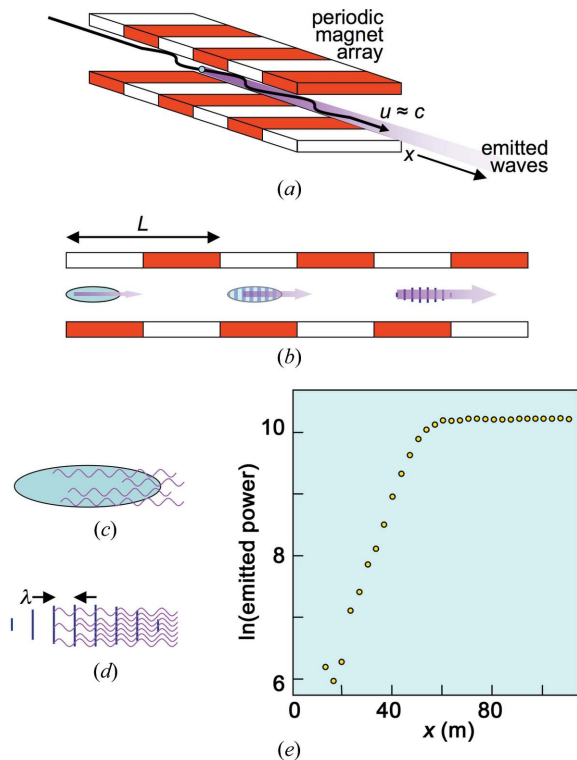 periodic
magnet
array
u ≈ c
x
emitted
waves
(a)
L
(b)
(c)
λ
(d)
ln(emitted power)
10
8
6
0 40 80
x (m)
(e)